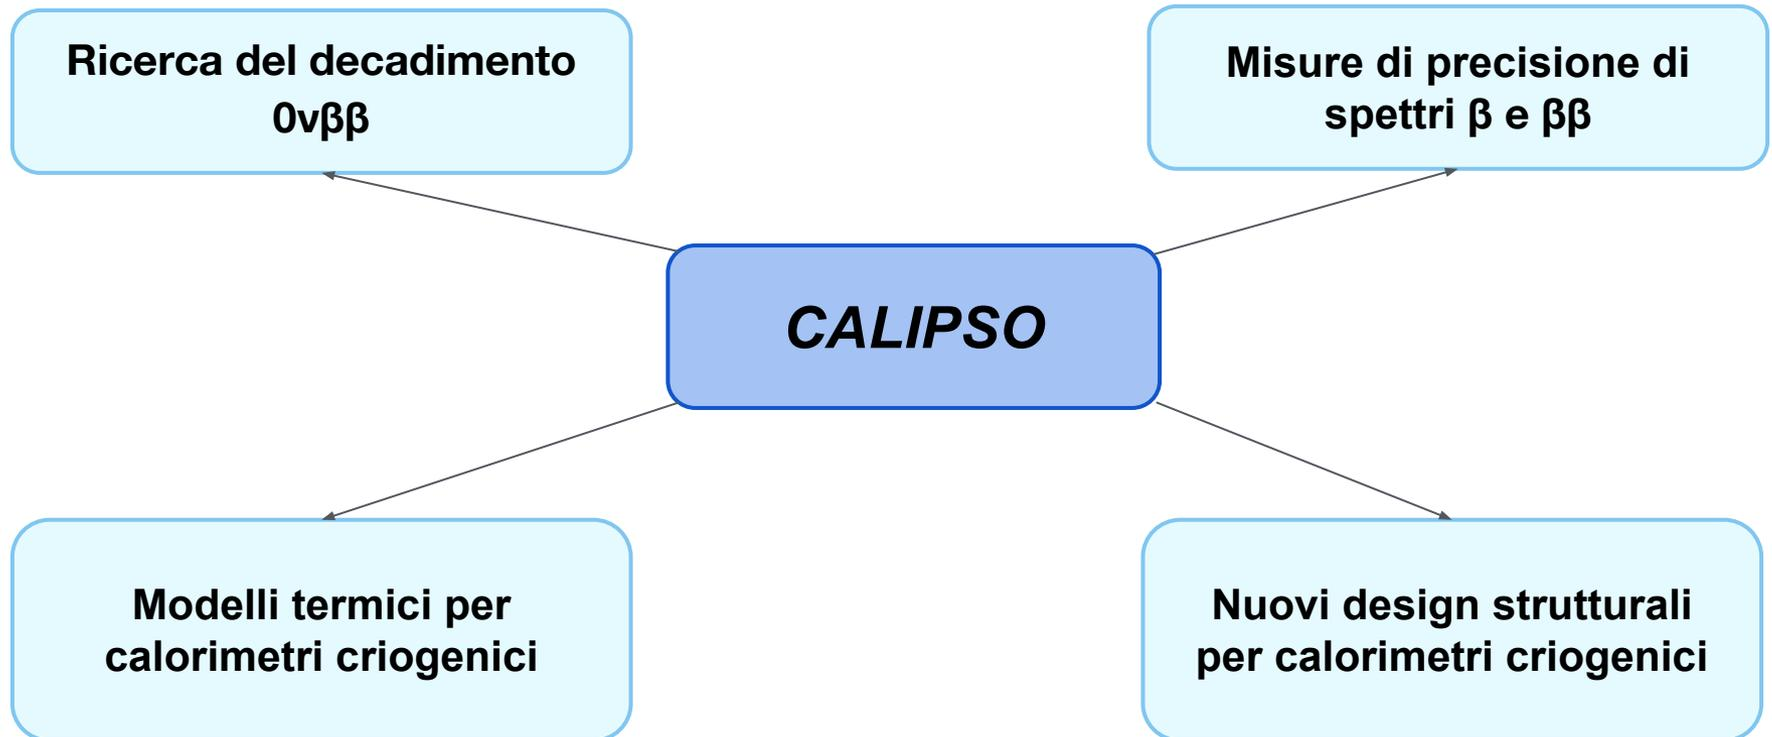 Ricerca del decadimento
0νββ
Misure di precisione di
spettri β e ββ
CALIPSO
Modelli termici per
calorimetri criogenici
Nuovi design strutturali
per calorimetri criogenici